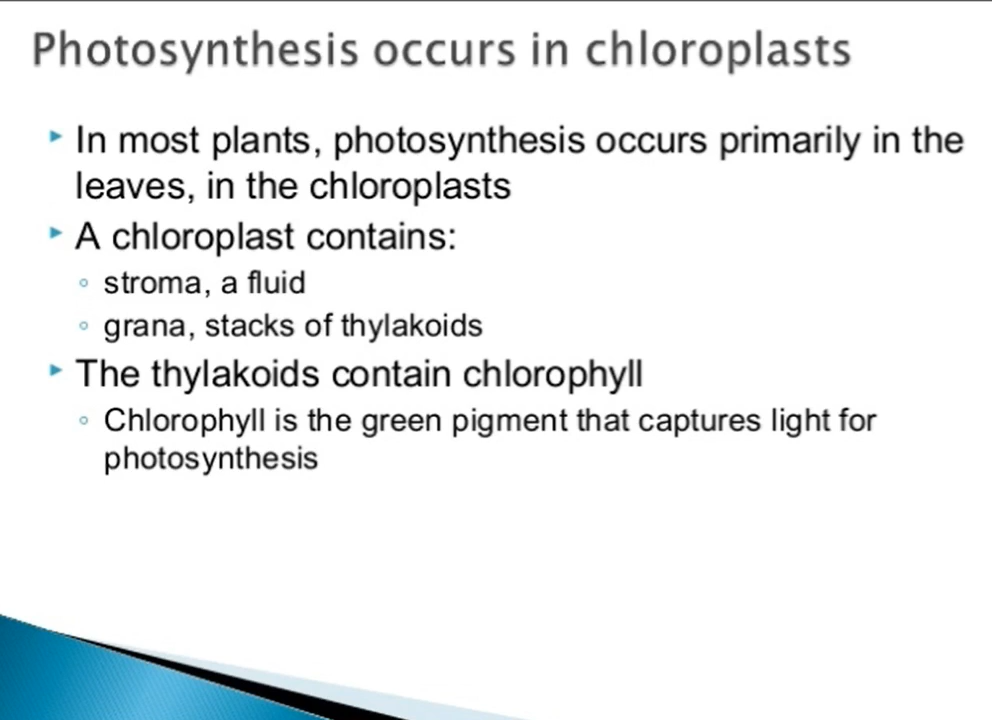 Photosynthesis occurs in chloroplasts
In most plants, photosynthesis occurs primarily in the
leaves, in the chloroplasts
A chloroplast contains:
stroma, a fluid
grana, stacks of thylakoids
The thylakoids contain chlorophyll
Chlorophyll is the green pigment that captures light for
photosynthesis